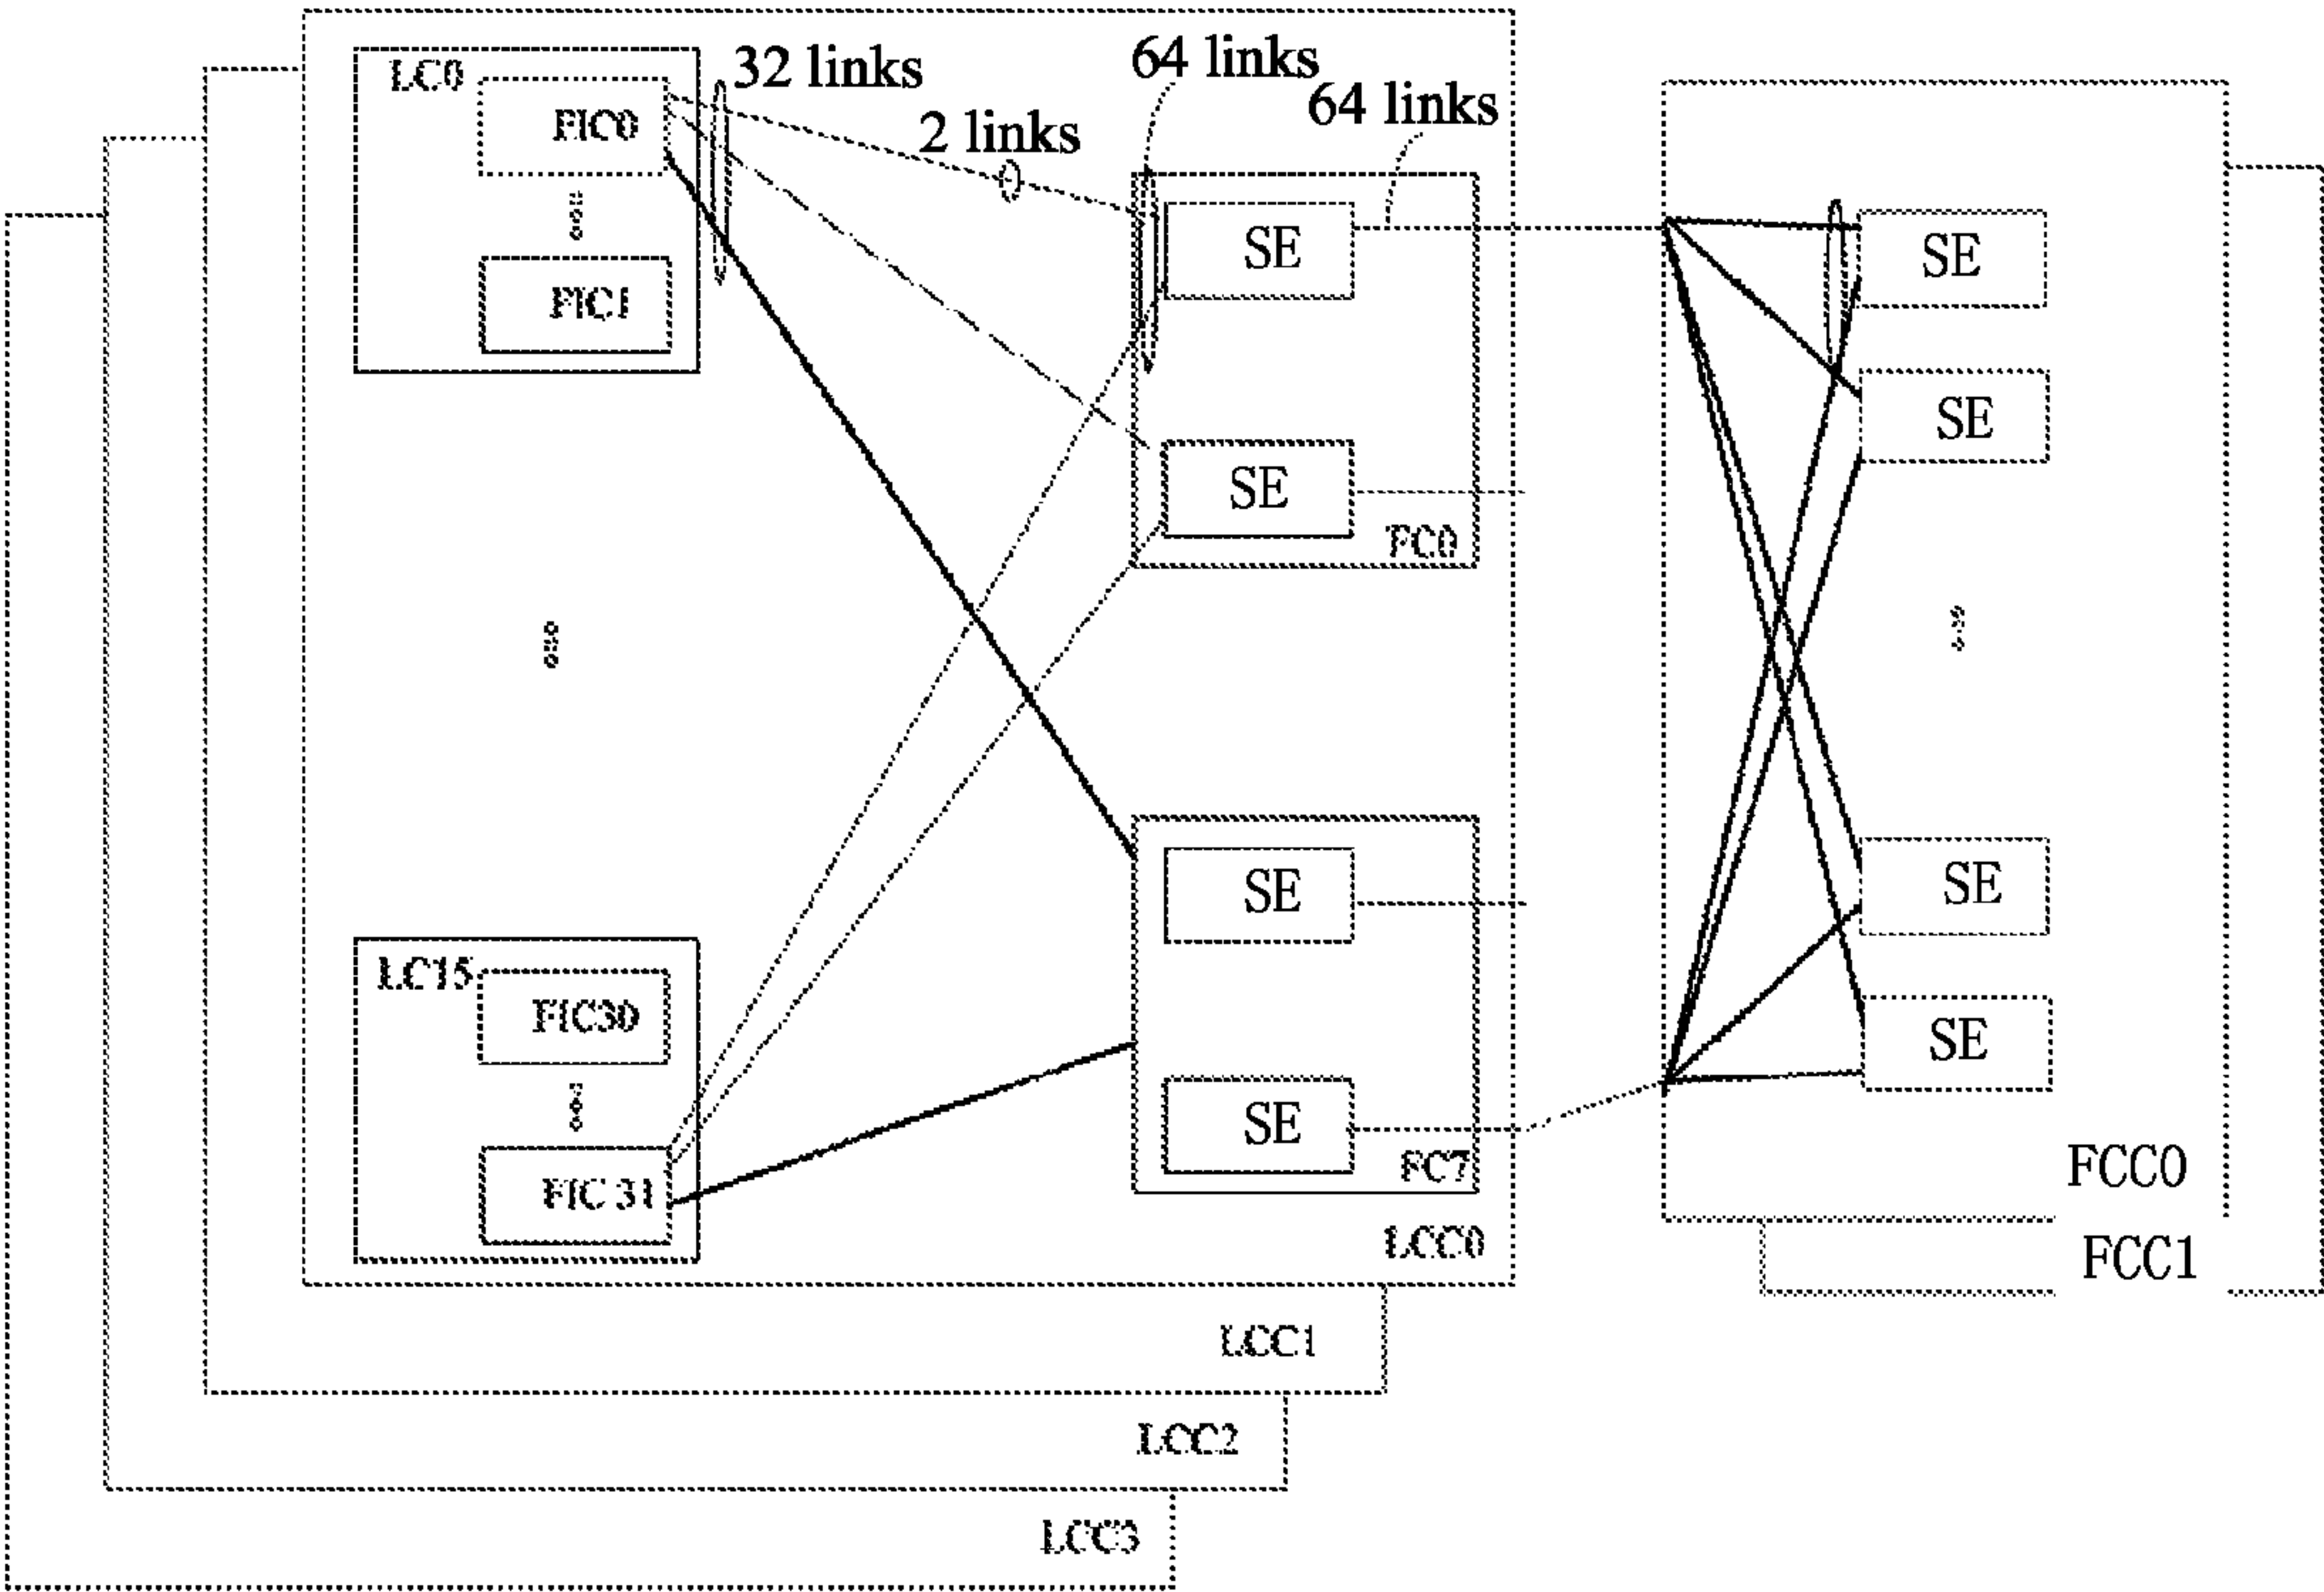 LC0
32 links
64 links
64 links
FIC0
2 links
SE
SE
FIC1
SE
SE
FC0
SE
SE
LC15
FIC30
SE
SE
FIC 31
FC7
FCC0
LCC0
FCC1
LCC1
LCC2
LCC3